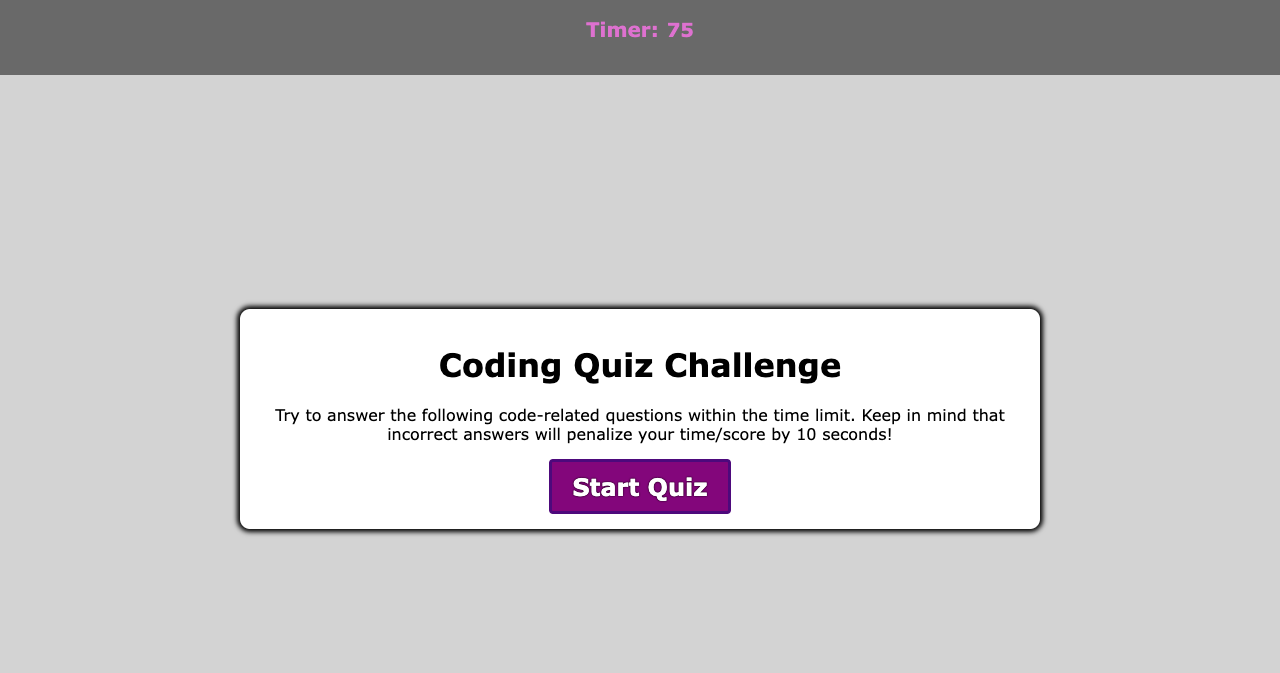 Timer: 75
Coding Quiz Challenge
Try to answer the following code-related questions within the time limit. Keep in mind that
incorrect answers will penalize your time/score by 10 seconds!
Start Quiz